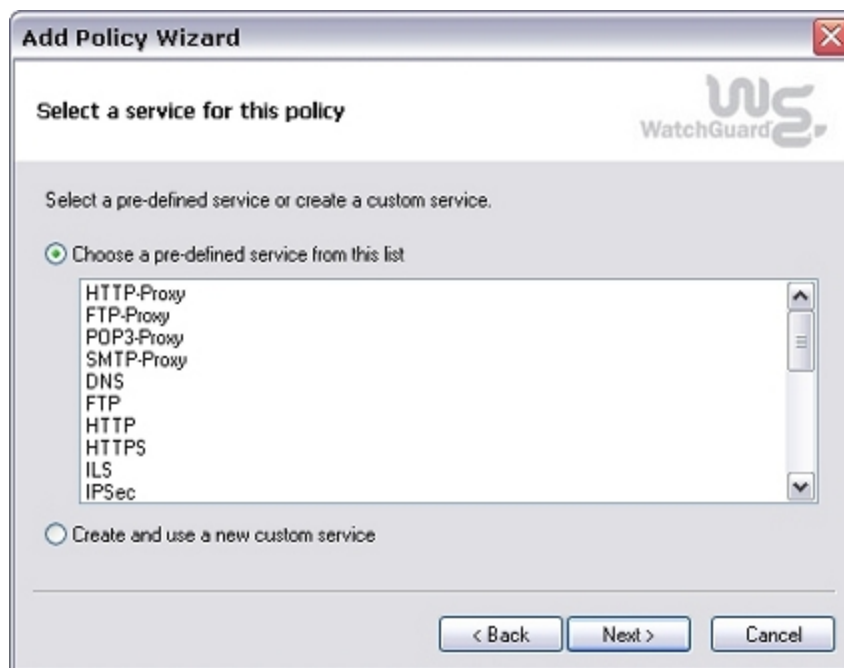 Add Policy Wizard
Select a service for this policy
WatchGuard
Select a pre-defined service or create a custom service.
Choose a pre-defined service from this list
HTTP-Proxy
FTP-Proxy
POP3-Proxy
SMTP-Proxy
DNS
FTP
HTTP
HTTPS
ILS
IPSec
Create and use a new custom service
< Back
Next >
Cancel